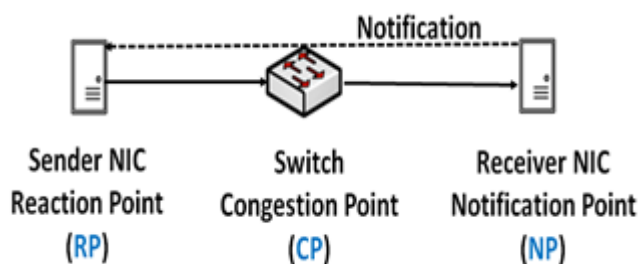 Notification
Sender NIC
Reaction Point
(RP)
Switch
Congestion Point
(CP)
Receiver NIC
Notification Point
(NP)